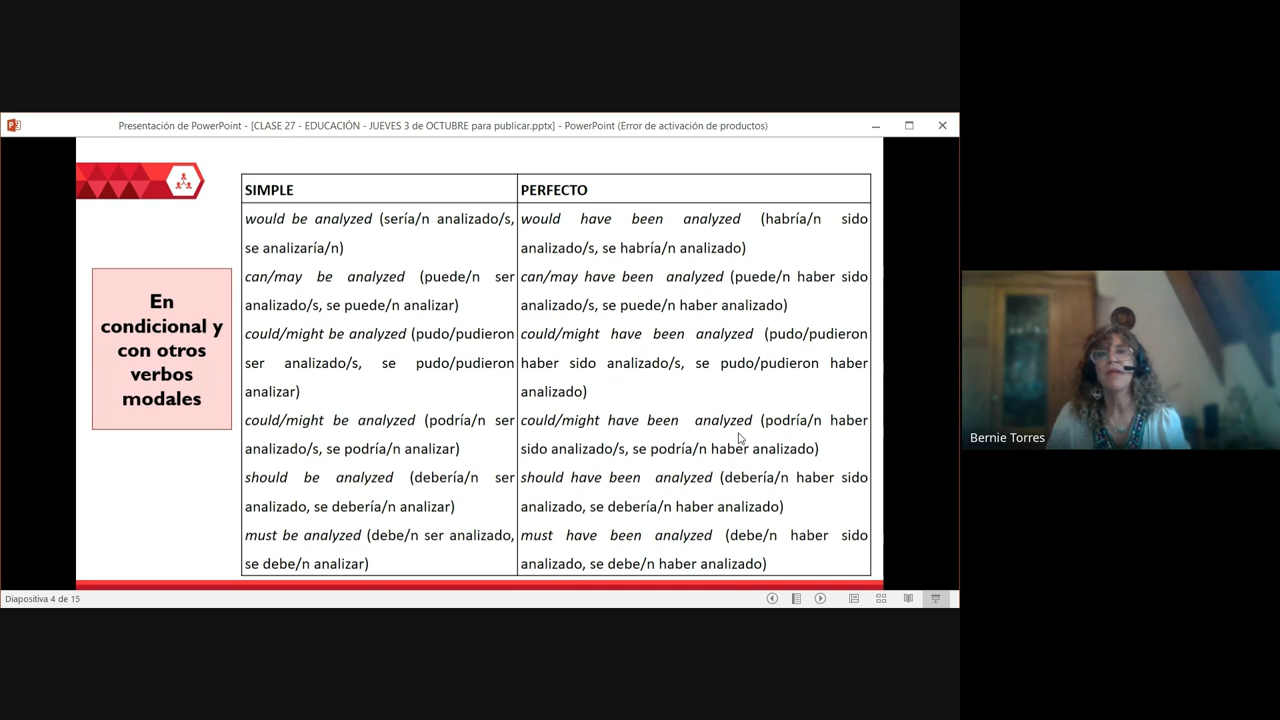 Presentación de PowerPoint - [CLASE 27 - EDUCACIÓN - JUEVES 3 de OCTUBRE para publicar.pptx] - PowerPoint (Error de activación de productos)
En
condicional y
con otros
verbos
modales
SIMPLE
would be analyzed (sería/n analizado/s,
se analizaría/n)
can/may be analyzed (puede/n ser
analizado/s, se puede/n analizar)
could/might be analyzed (pudo/pudieron
ser analizado/s, se pudo/pudieron
analizar)
could/might be analyzed (podría/n ser
analizado/s, se podría/n analizar)
should be analyzed (debería/n ser
analizado, se debería/n analizar)
must be analyzed (debe/n ser analizado,
se debe/n analizar)
PERFECTO
would have been analyzed (habría/n sido
analizado/s, se habría/n analizado)
can/may have been analyzed (puede/n haber sido
analizado/s, se puede/n haber analizado)
could/might have been analyzed (pudo/pudieron
haber sido analizado/s, se pudo/pudieron haber
analizado)
could/might have been analyzed (podría/n haber
sido analizado/s, se podría/n haber analizado)
should have been analyzed (debería/n haber sido
analizado, se debería/n haber analizado)
must have been analyzed (debe/n haber sido
analizado, se debe/n haber analizado)
Diapositiva 4 de 15
Bernie Torres